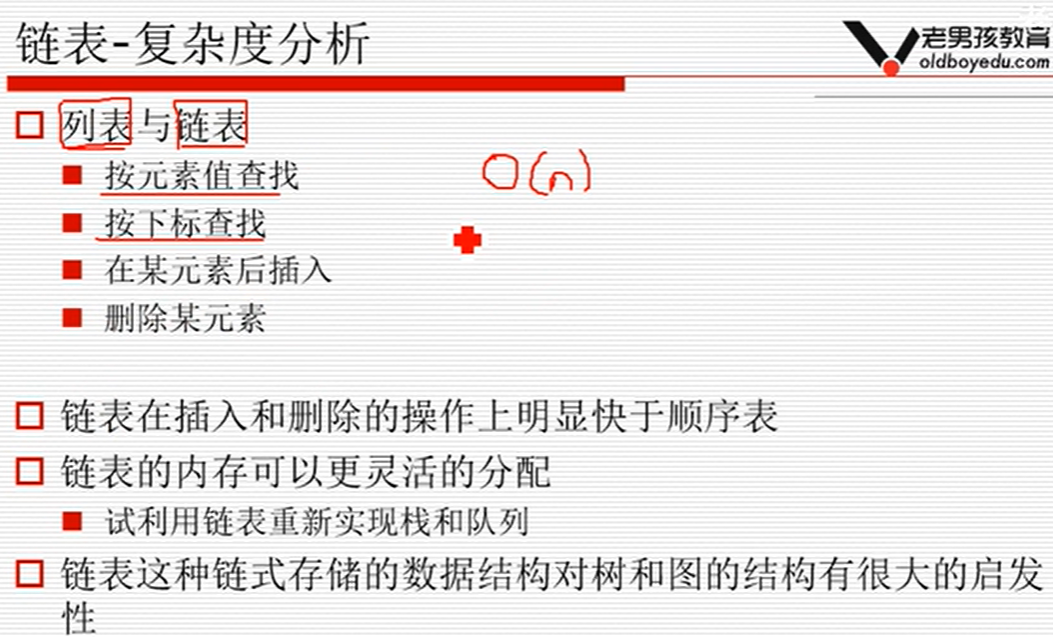 链表-复杂度分析
老男孩教育
oldboyedu.com
列表与链表
按元素值查找
O(n)
按下标查找
在某元素后插入
删除某元素
链表在插入和删除的操作上明显快于顺序表
链表的内存可以更灵活的分配
试利用链表重新实现栈和队列
链表这种链式存储的数据结构对树和图的结构有很大的启发
性